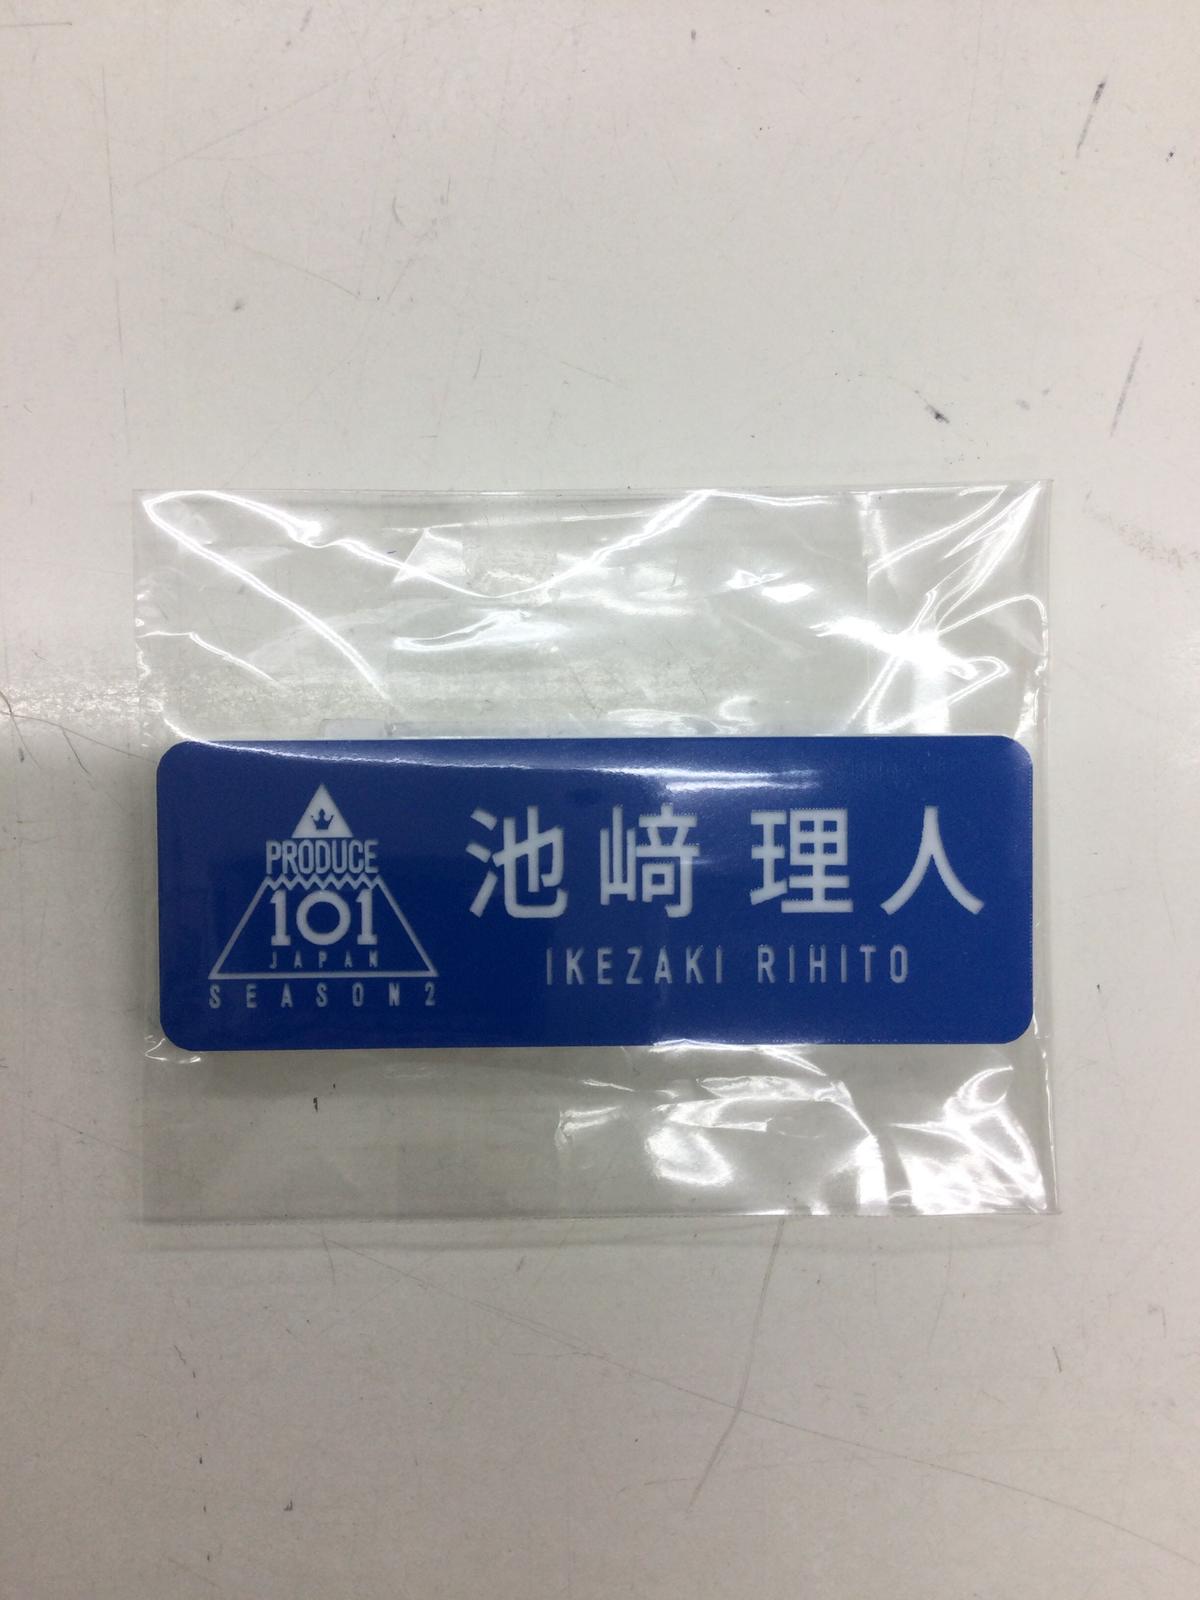 PRODUCE
101
JAPAN
SEASON2
池﨑 理人
IKEZAKI RIHITO